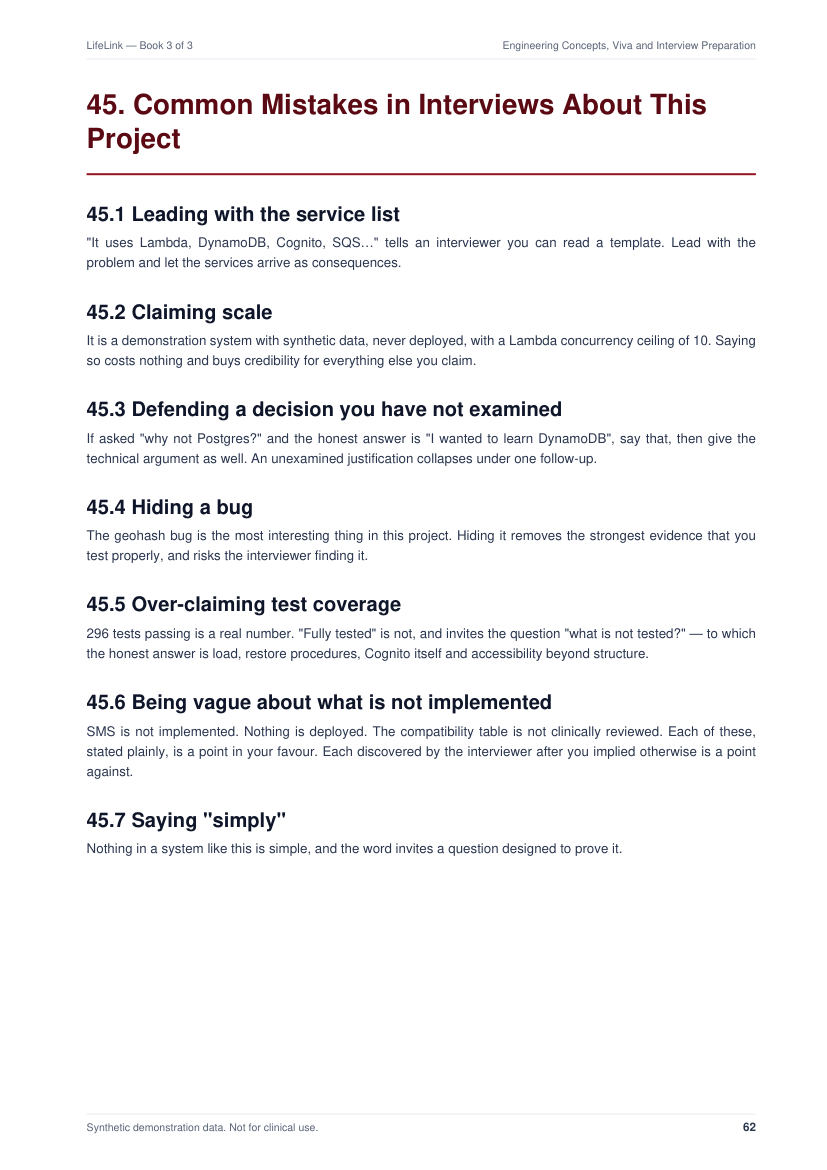 LifeLink — Book 3 of 3
Engineering Concepts, Viva and Interview Preparation
45. Common Mistakes in Interviews About This
Project
45.1 Leading with the service list
"It uses Lambda, DynamoDB, Cognito, SQS…" tells an interviewer you can read a template. Lead with the
problem and let the services arrive as consequences.
45.2 Claiming scale
It is a demonstration system with synthetic data, never deployed, with a Lambda concurrency ceiling of 10. Saying
so costs nothing and buys credibility for everything else you claim.
45.3 Defending a decision you have not examined
If asked "why not Postgres?" and the honest answer is "I wanted to learn DynamoDB", say that, then give the
technical argument as well. An unexamined justification collapses under one follow-up.
45.4 Hiding a bug
The geohash bug is the most interesting thing in this project. Hiding it removes the strongest evidence that you
test properly, and risks the interviewer finding it.
45.5 Over-claiming test coverage
296 tests passing is a real number. "Fully tested" is not, and invites the question "what is not tested?" — to which
the honest answer is load, restore procedures, Cognito itself and accessibility beyond structure.
45.6 Being vague about what is not implemented
SMS is not implemented. Nothing is deployed. The compatibility table is not clinically reviewed. Each of these,
stated plainly, is a point in your favour. Each discovered by the interviewer after you implied otherwise is a point
against.
45.7 Saying "simply"
Nothing in a system like this is simple, and the word invites a question designed to prove it.
Synthetic demonstration data. Not for clinical use.
62